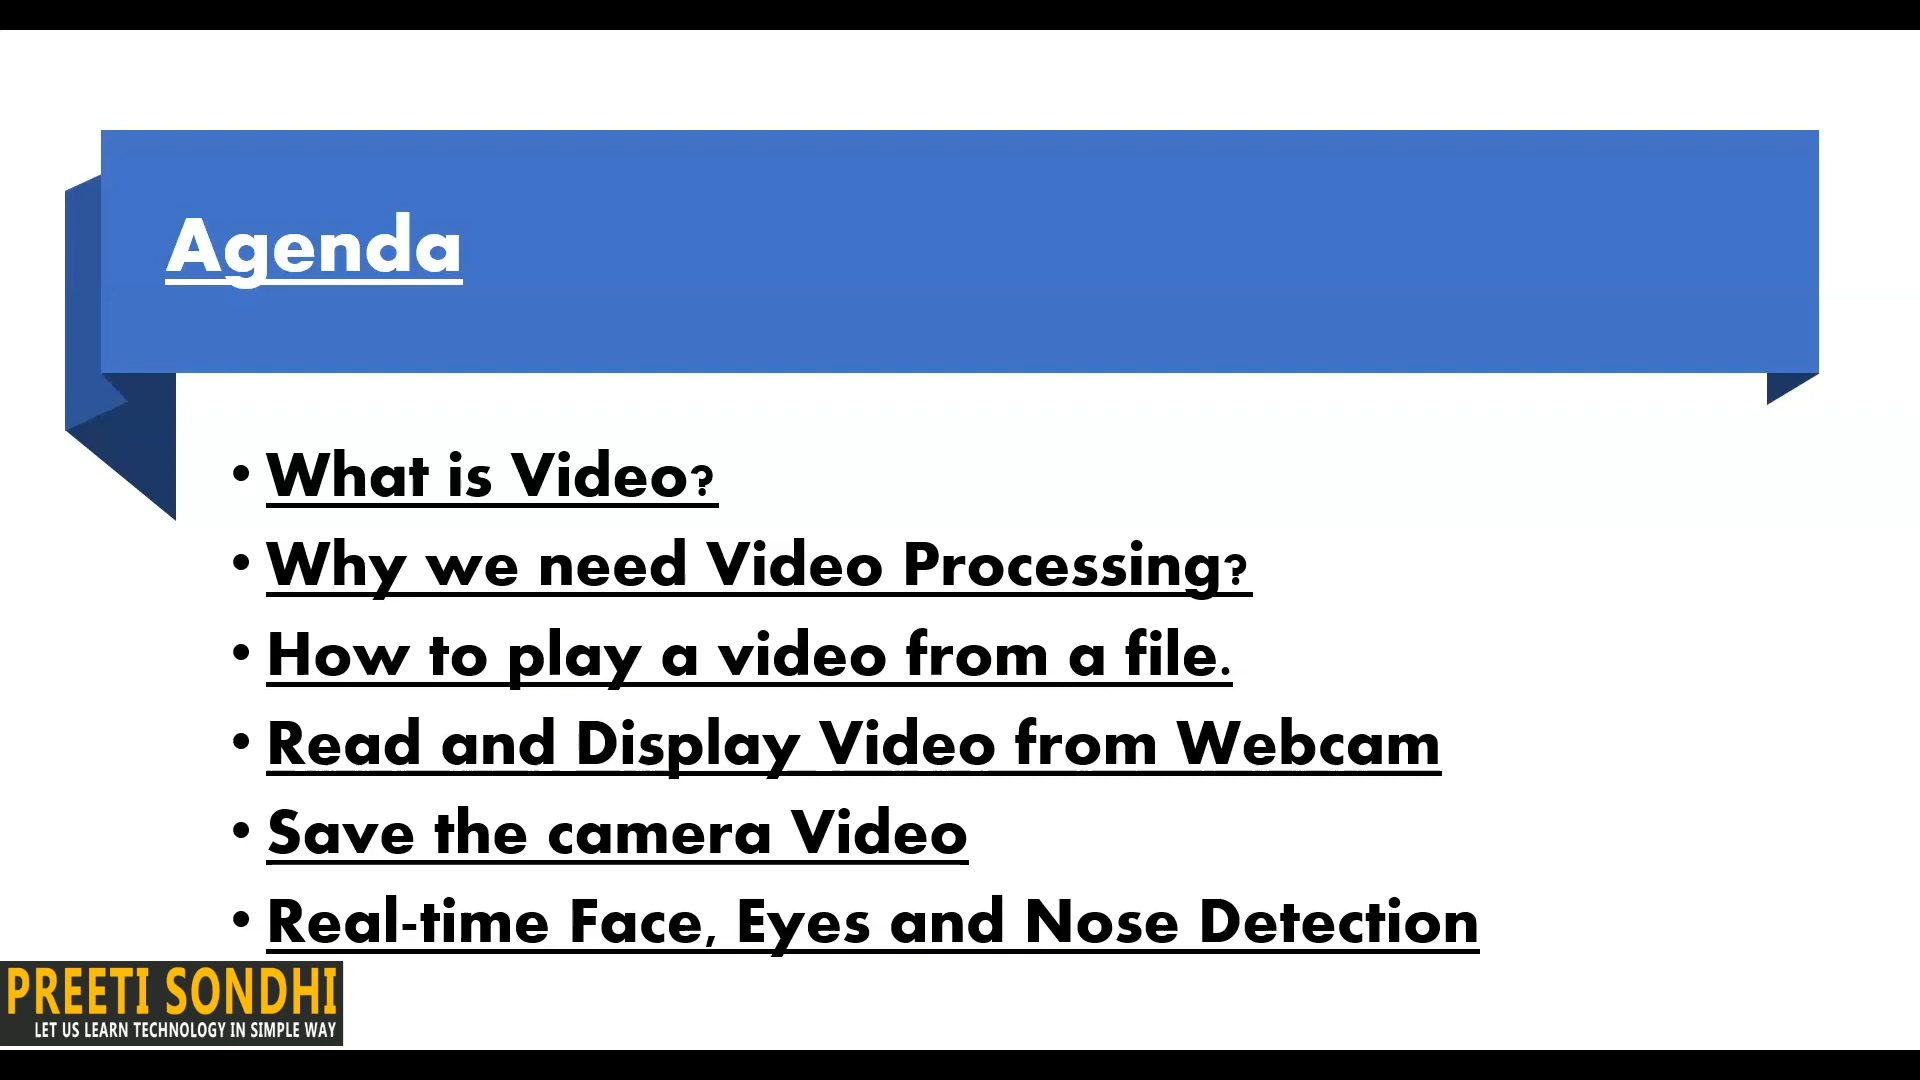 Agenda
• What is Video?
• Why we need Video Processing?
• How to play a video from a file.
• Read and Display Video from Webcam
• Save the camera Video
• Real-time Face, Eyes and Nose Detection
PREETI SONDHI
LET US LEARN TECHNOLOGY IN SIMPLE WAY